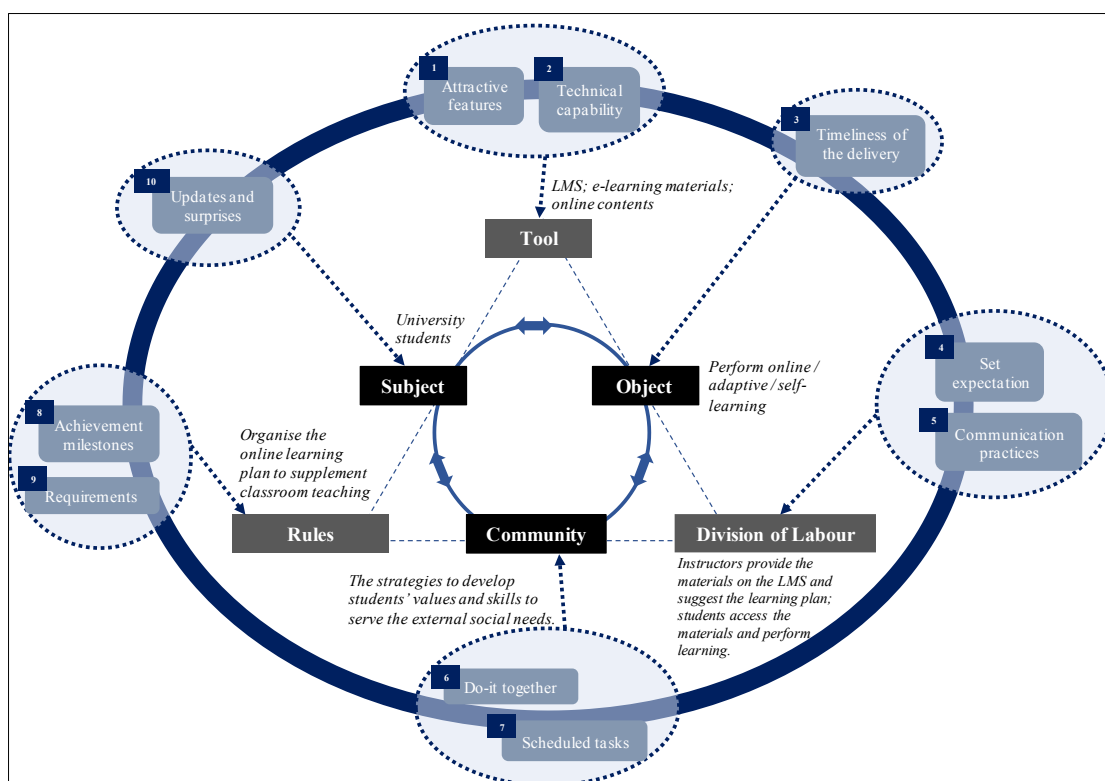 1
Attractive
features
2
Technical
capability
3
Timeliness of
the delivery
10
Updates and
surprises
LMS; e-learning materials;
online contents
Tool
University
students
Subject
Object
Perform online /
adaptive / self-
learning
4
Set
expectation
5
Communication
practices
8
Achievement
milestones
9
Requirements
Organise the
online learning
plan to supplement
classroom teaching
Rules
Community
Division of Labour
The strategies to develop
students’ values and skills to
serve the external social needs.
Instructors provide the
materials on the LMS and
suggest the learning plan;
students access the
materials and perform
learning.
6
Do-it together
7
Scheduled tasks